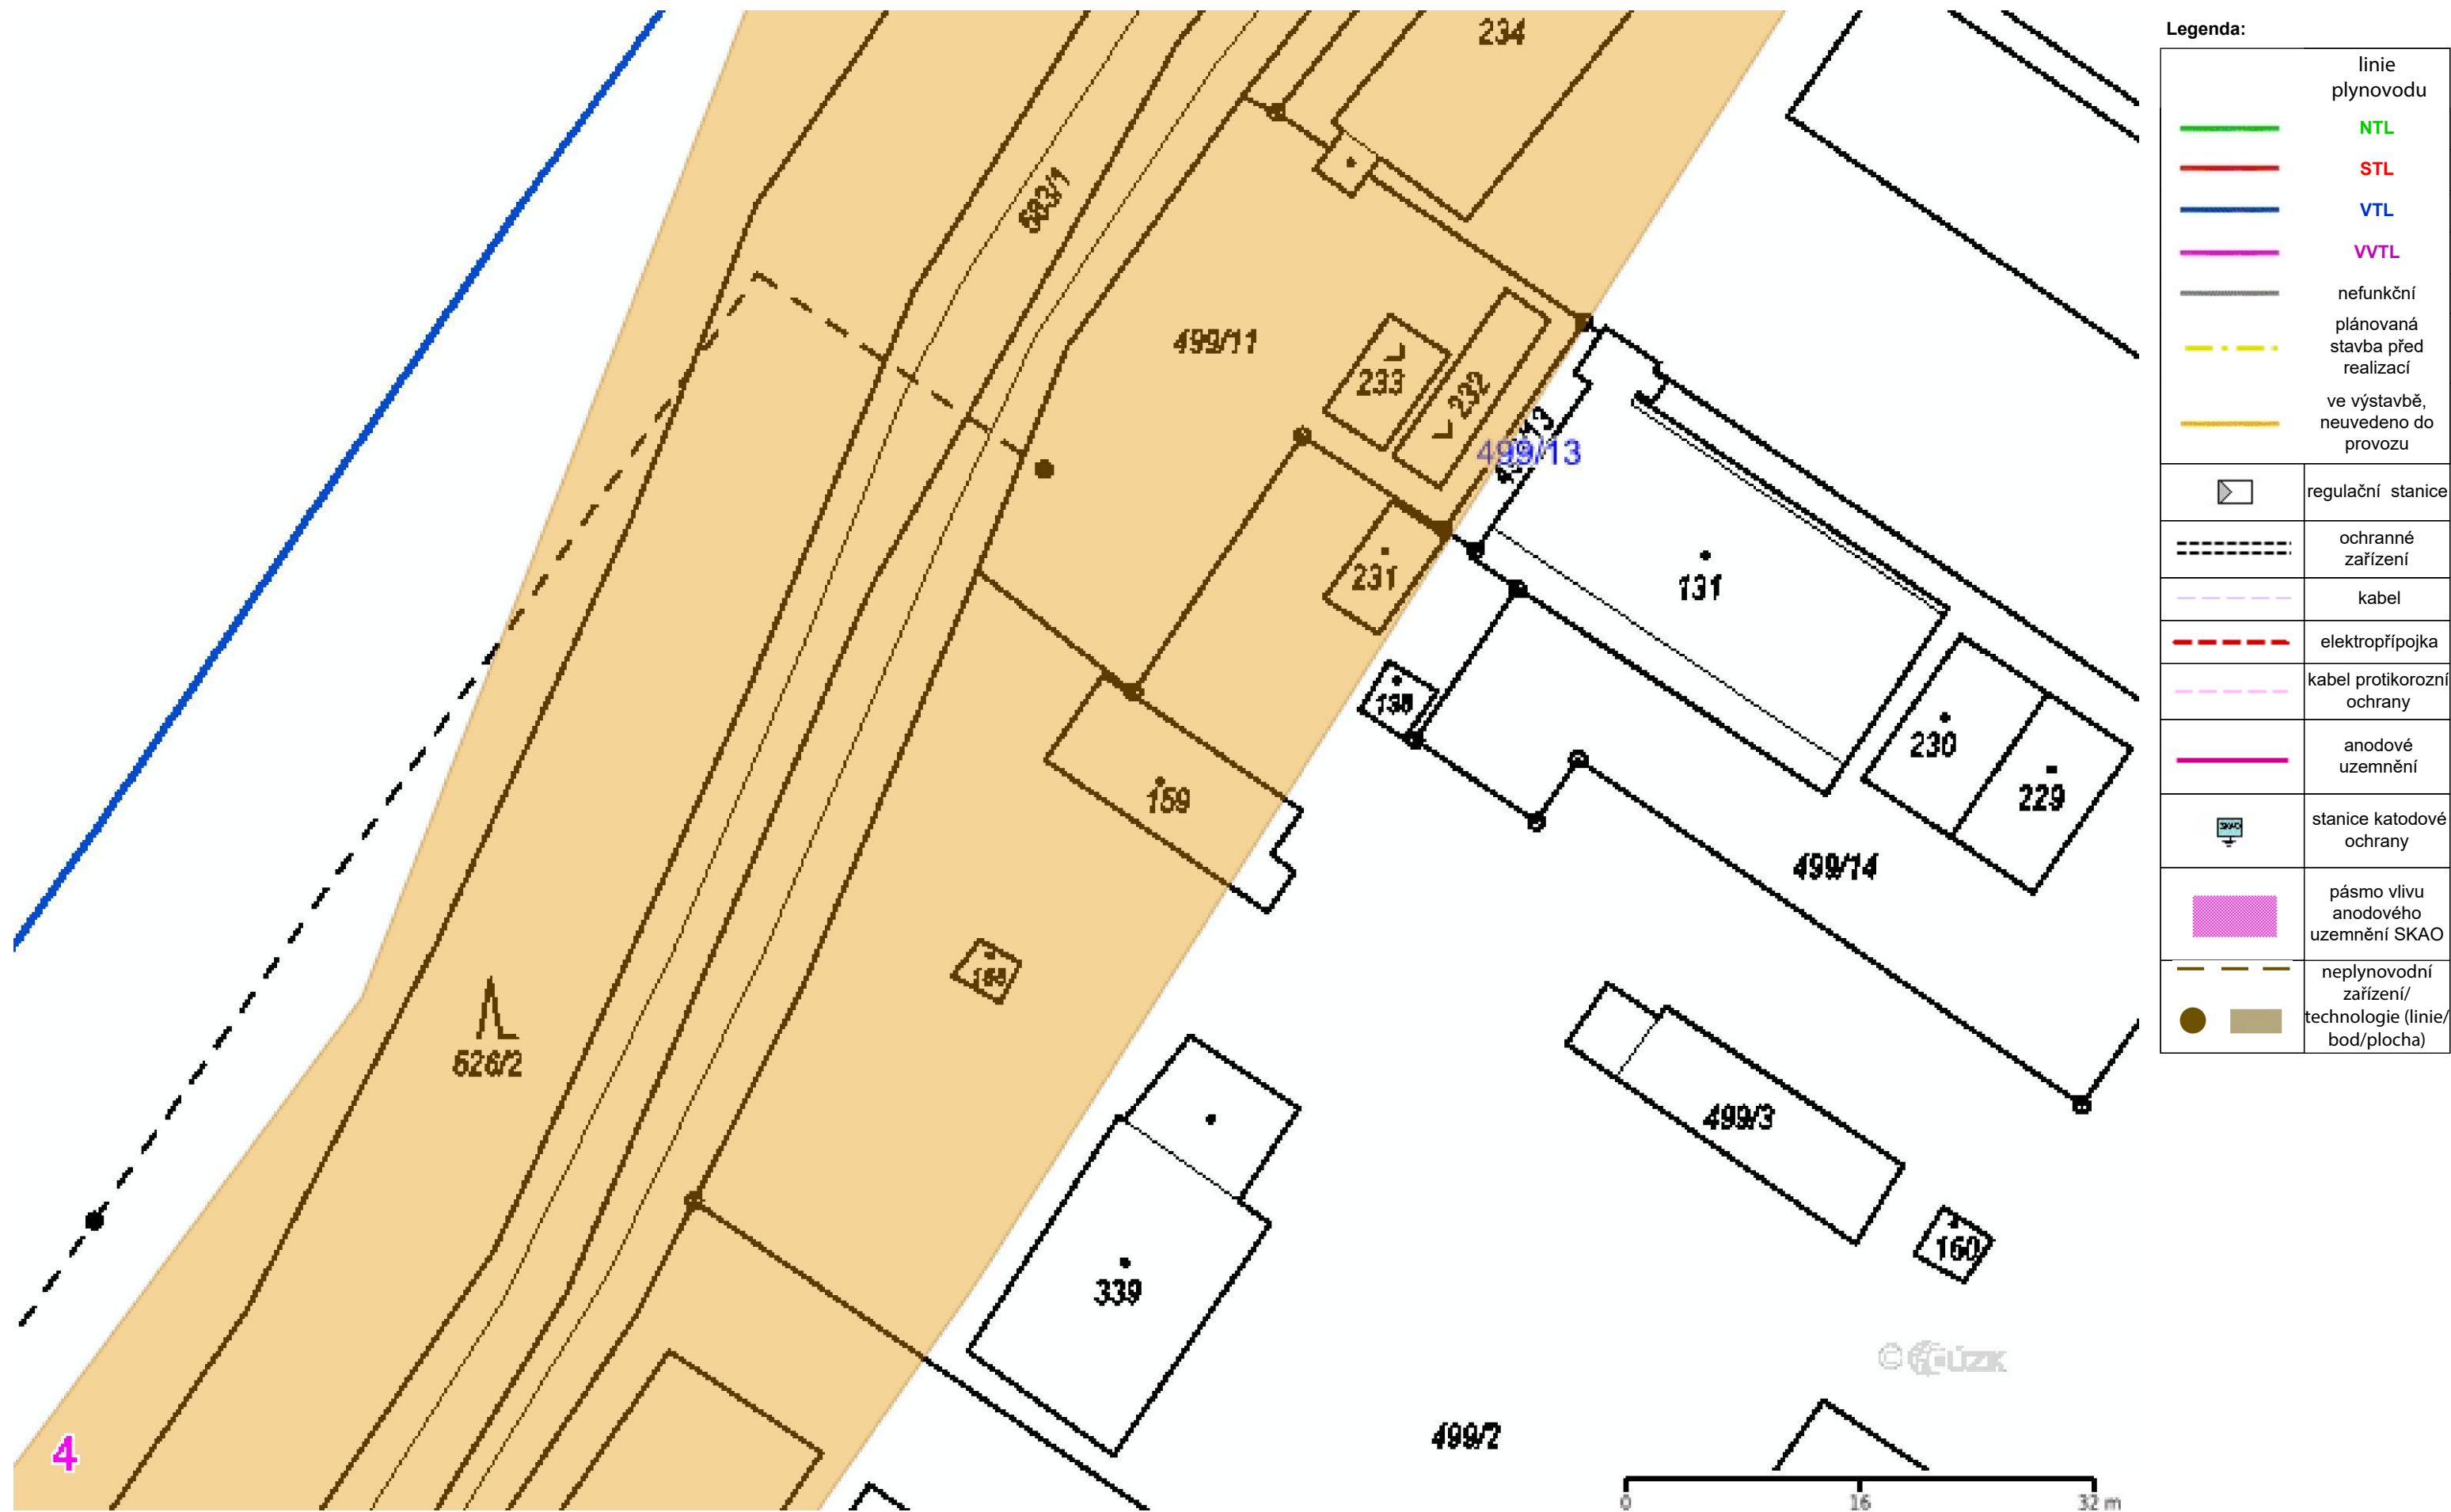 234
683/1
499/11
233
232
499/13
231
131
230
229
159
499/14
626/2
499/3
160
339
499/2
4
0 16 32 m
Legenda:
linie
plynovodu
NTL
STL
VTL
VVTL
nefunkční
plánovaná
stavba před
realizací
ve výstavbě,
neuvedeno do
provozu
regulační stanice
ochranné
zařízení
kabel
elektropřípojka
kabel protikorozní
ochrany
anodové
uzemnění
SKAO
stanice katodové
ochrany
pásmo vlivu
anodového
uzemnění SKAO
neplynovodní
zařízení/
technologie (linie/
bod/plocha)